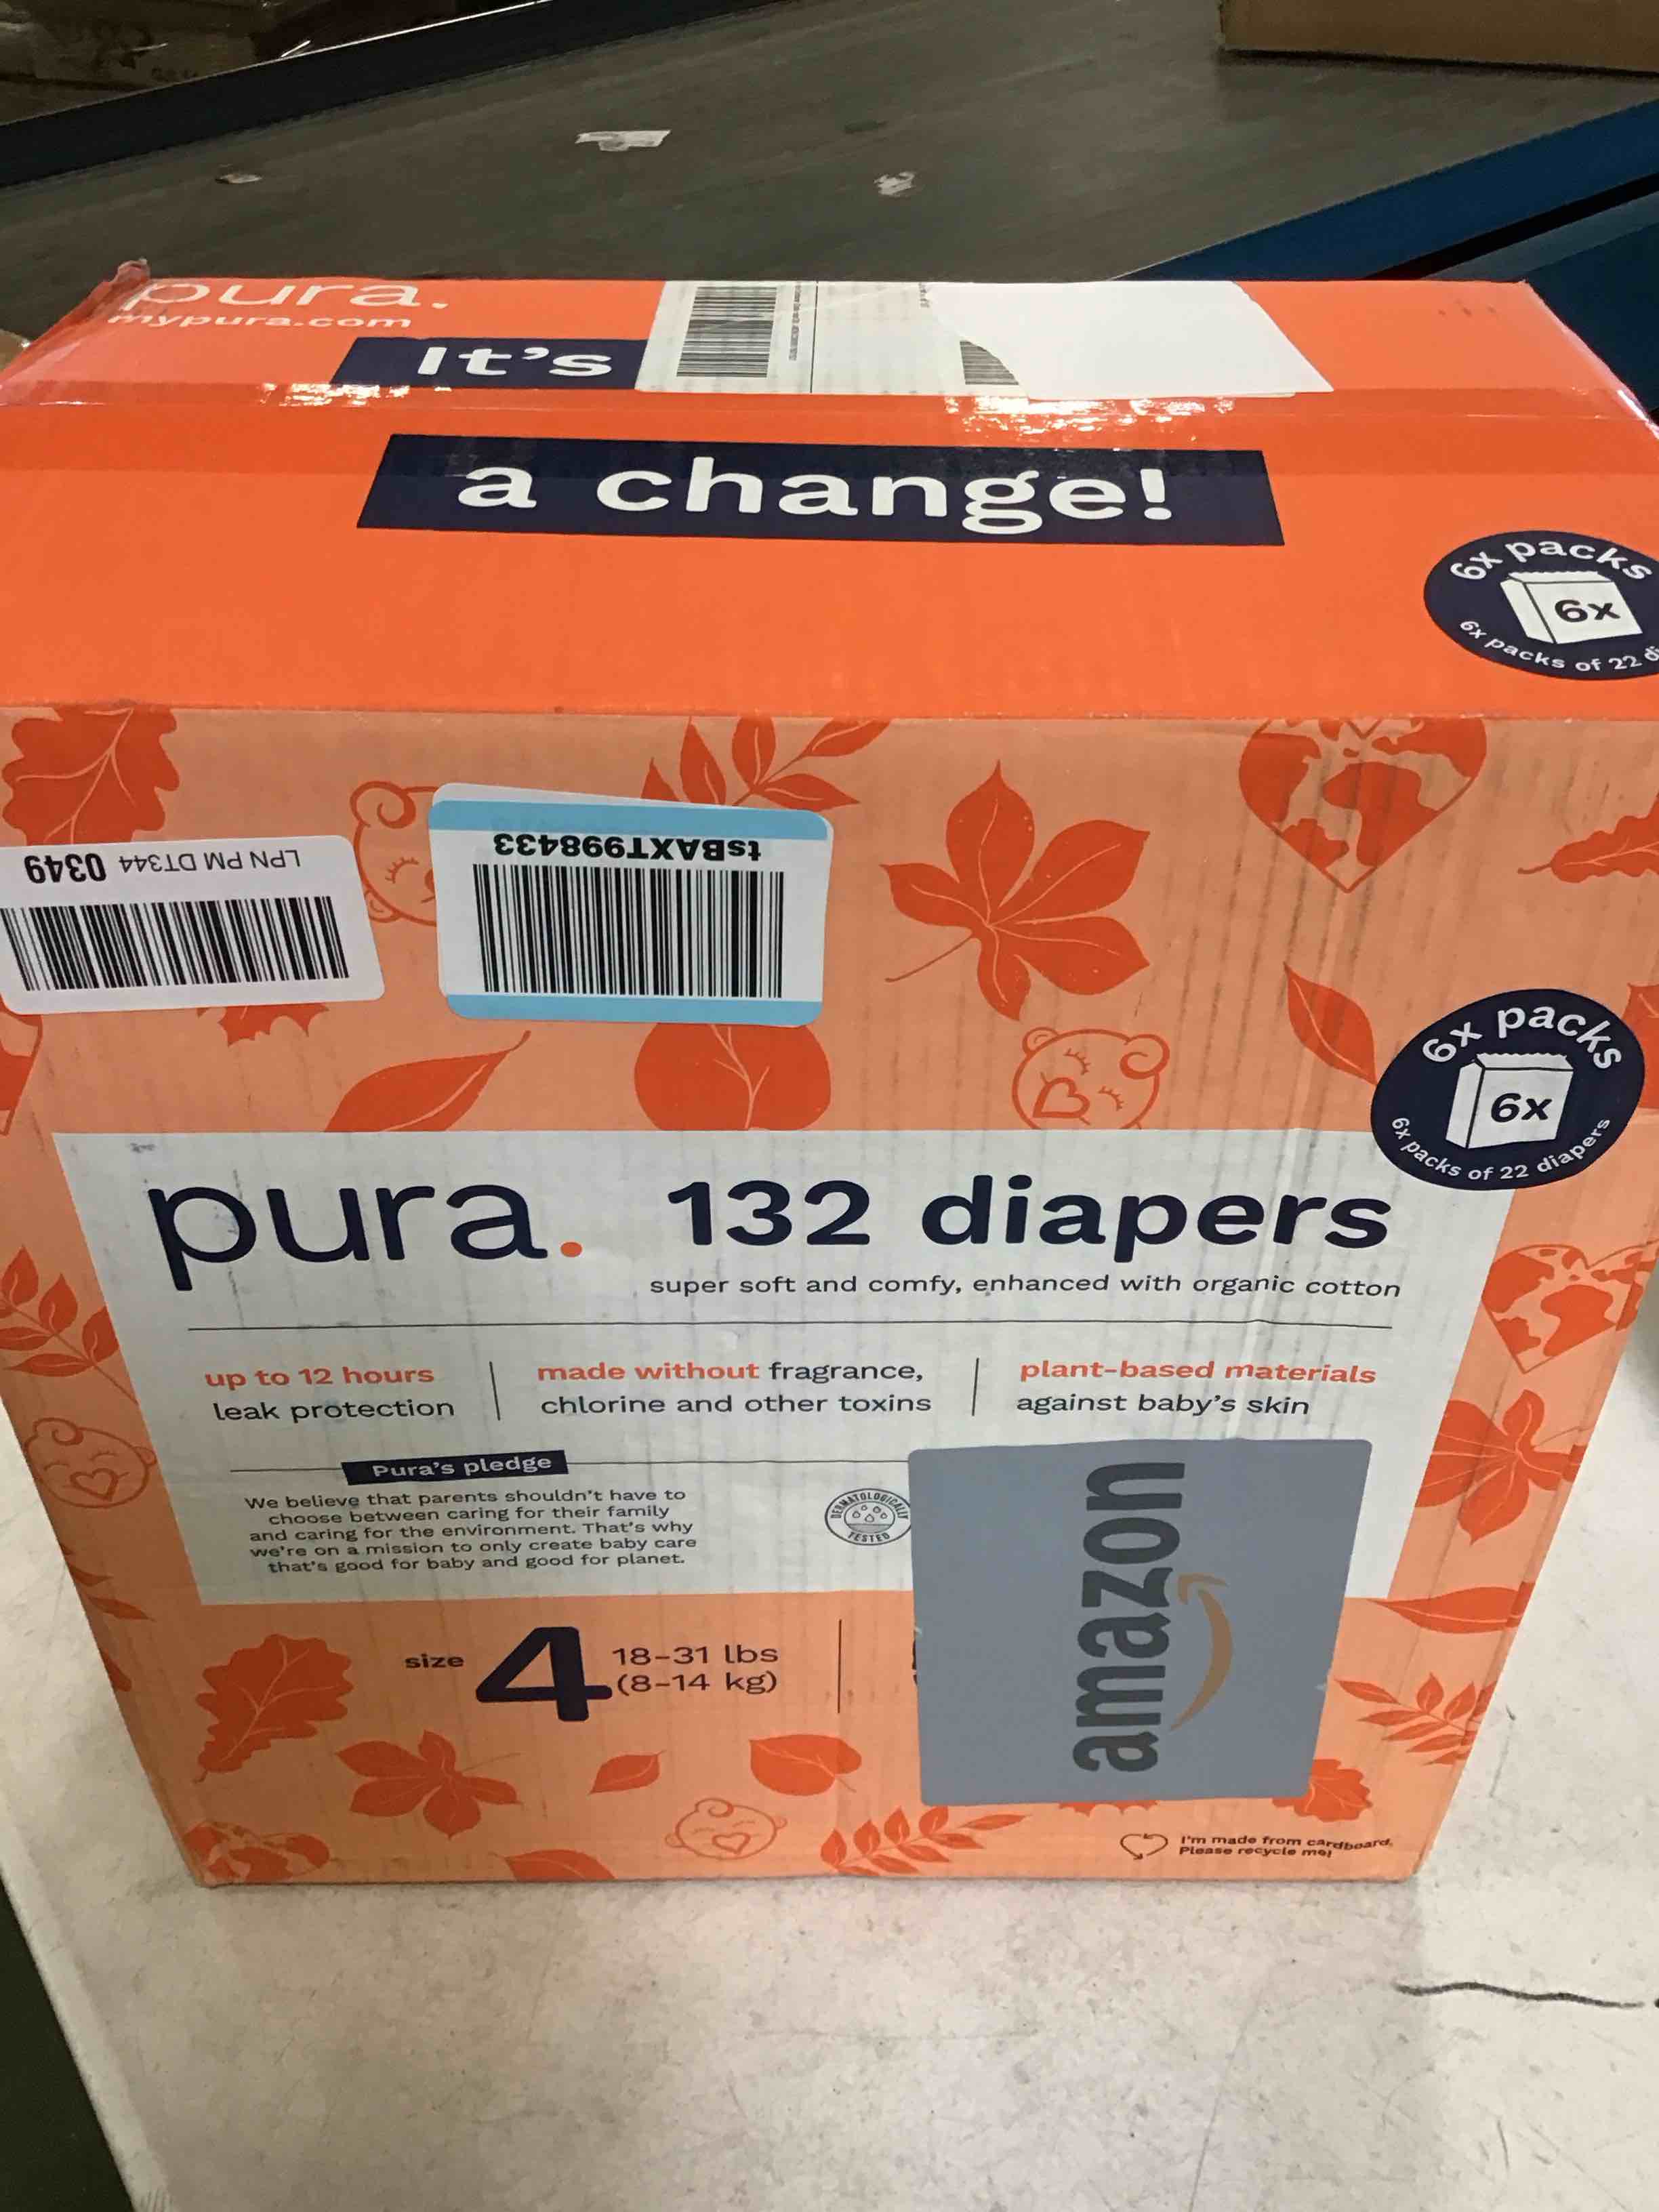 pura.
mypura.com
It's
a change!
6x packs
6x
6x packs of 22
LPN PM DT344 0349
tsBAXT998433
6x packs
6x
6x packs of 22 diapers
pura.
132 diapers
super soft and comfy, enhanced with organic cotton
up to 12 hours
leak protection
made without fragrance,
chlorine and other toxins
plant-based materials
against baby's skin
Pura's pledge
We believe that parents shouldn't have to
choose between caring for their family
and caring for the environment. That's why
we're on a mission to only create baby care
that's good for baby and good for planet.
DERMATOLOGICALLY
TESTED
size 4 18-31 lbs
(8-14 kg)
amazon
I'm made from cardboard.
Please recycle me!